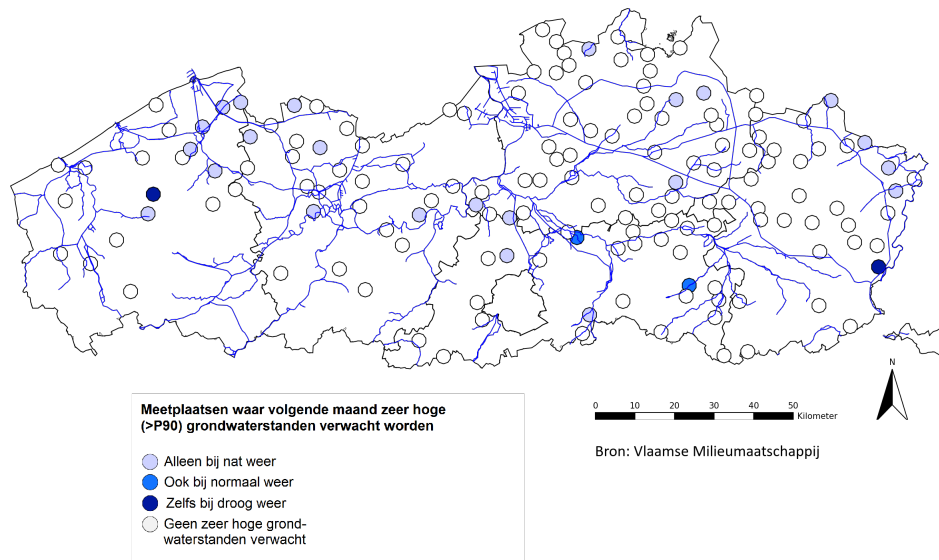 N
0 10 20 30 40 50
Kilometer
Meetplaatsen waar volgende maand zeer hoge
(>P90) grondwaterstanden verwacht worden
Alleen bij nat weer
Ook bij normaal weer
Zelfs bij droog weer
Geen zeer hoge grond-
waterstanden verwacht
Bron: Vlaamse Milieumaatschappij